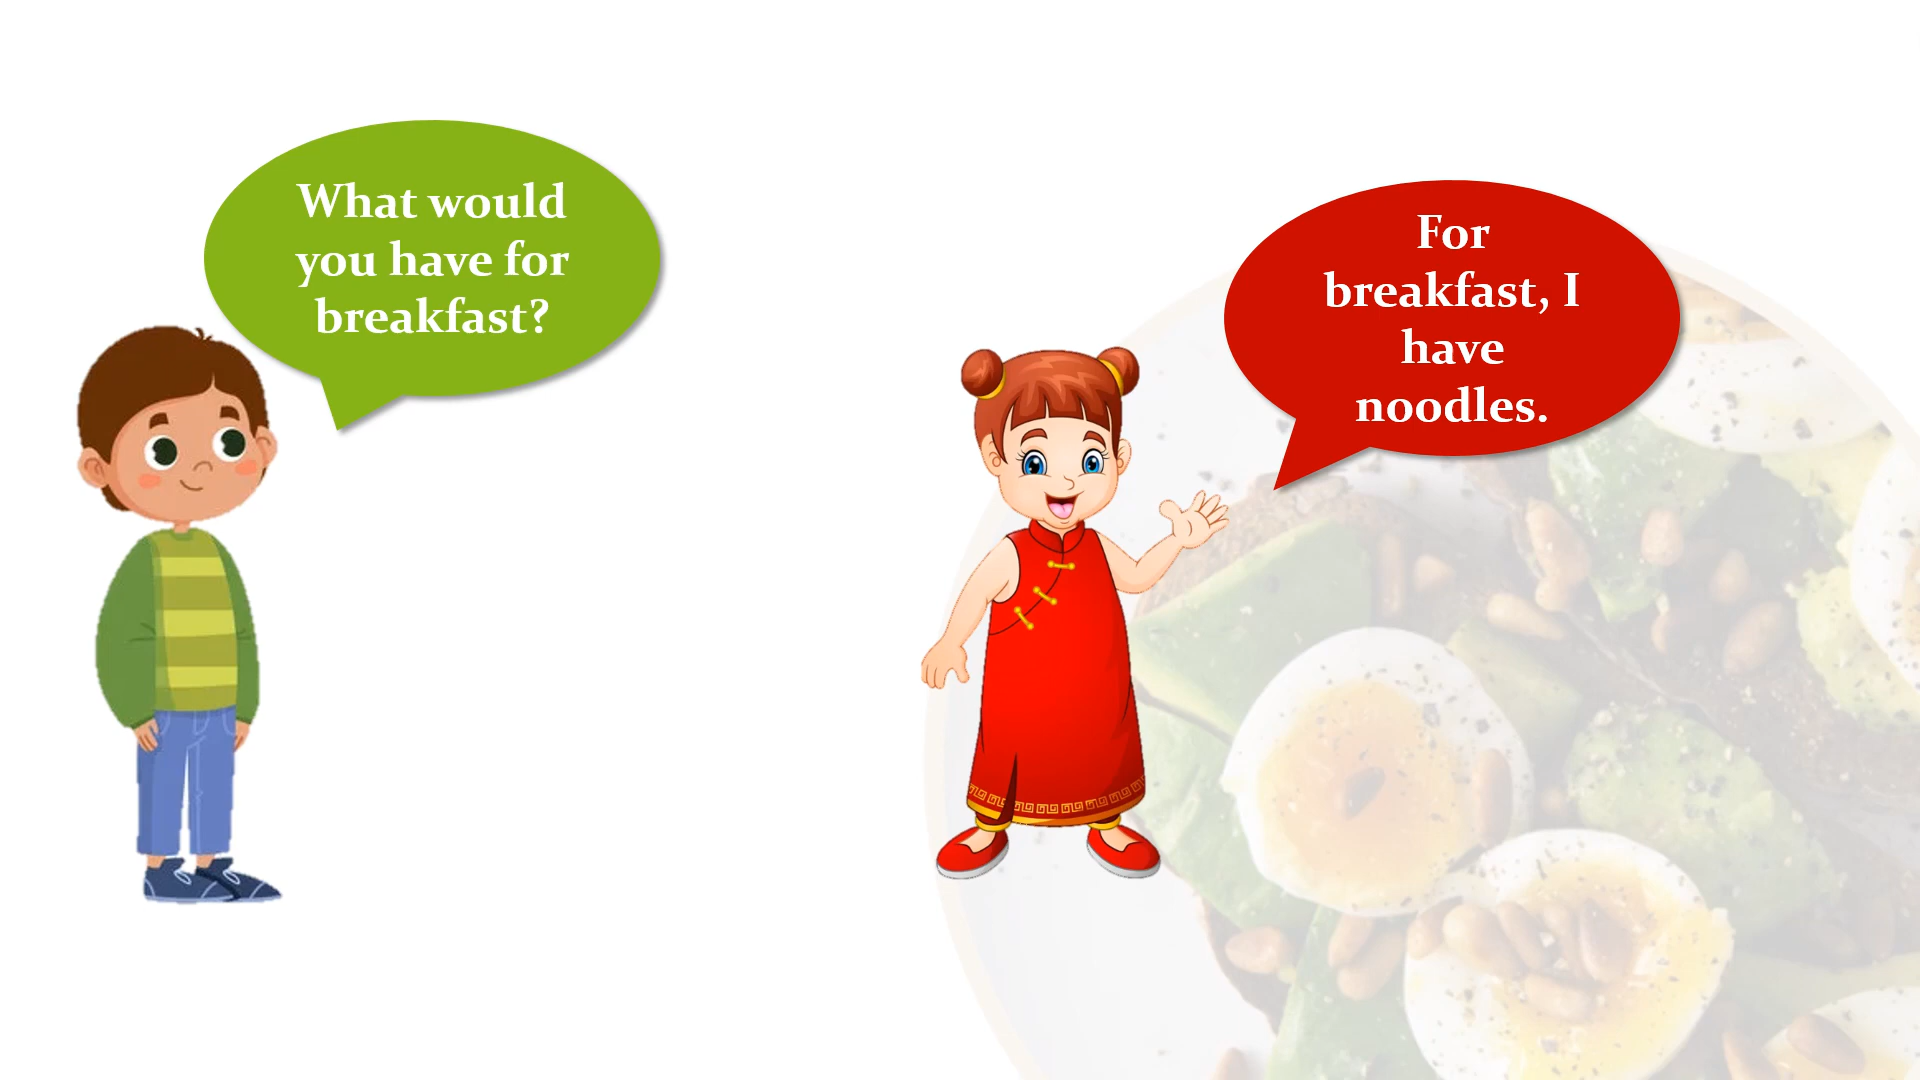 What would
you have for
breakfast?
For
breakfast, I
have
noodles.